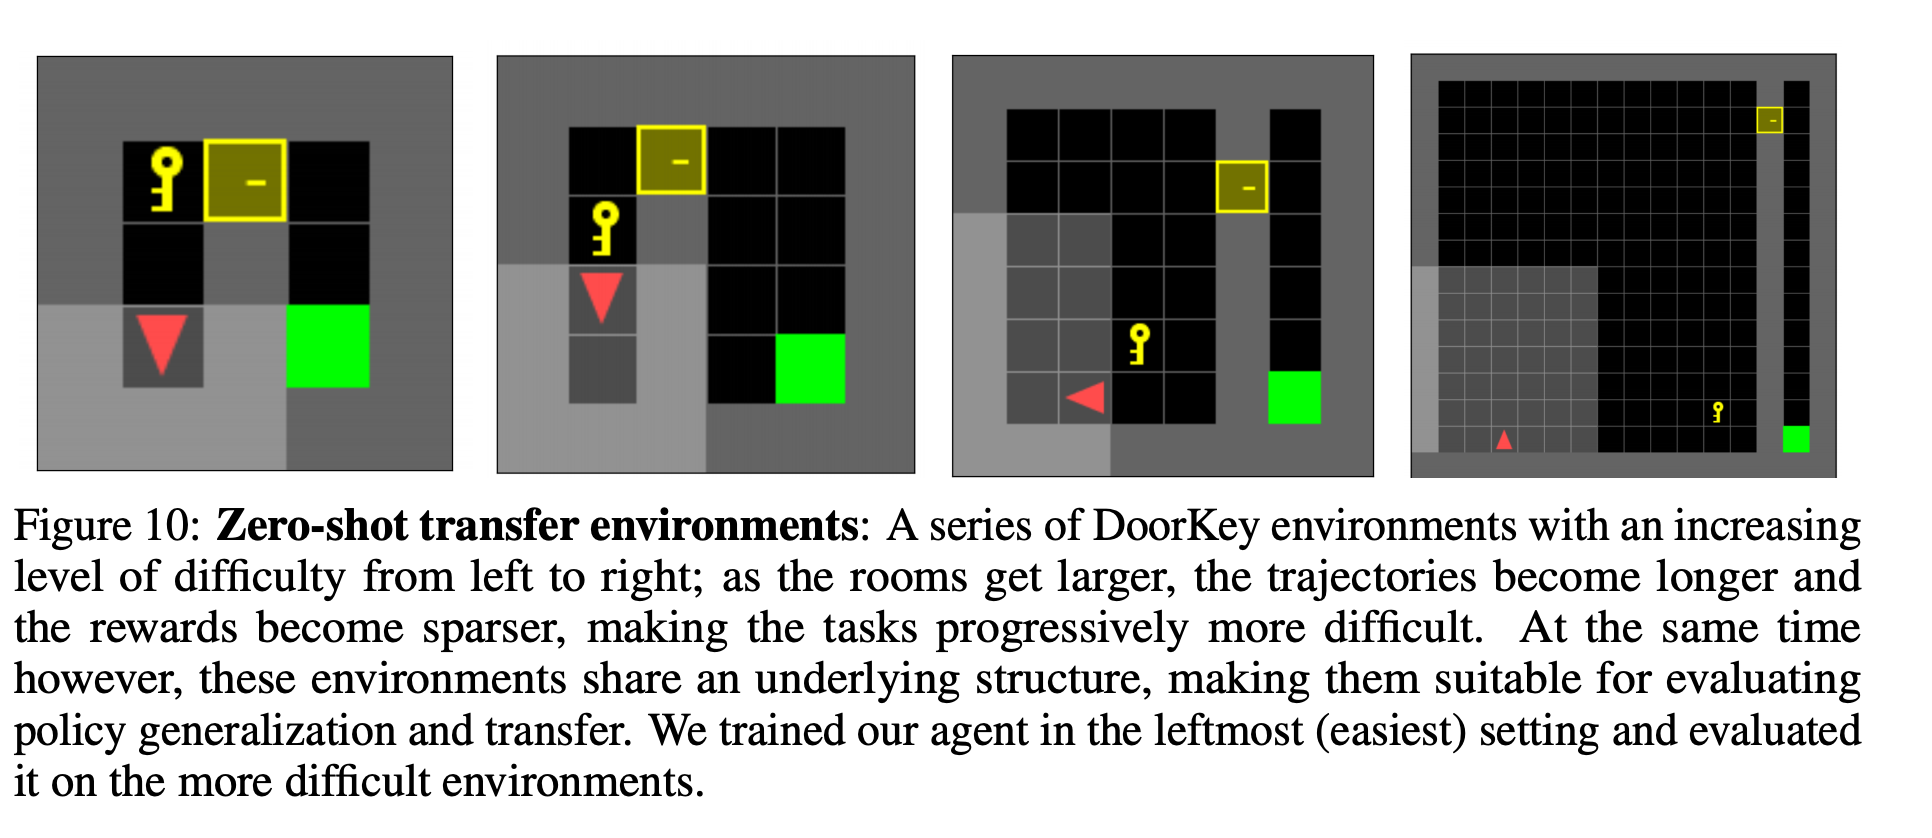 Figure 10: Zero-shot transfer environments: A series of DoorKey environments with an increasing
level of difficulty from left to right; as the rooms get larger, the trajectories become longer and
the rewards become sparser, making the tasks progressively more difficult. At the same time
however, these environments share an underlying structure, making them suitable for evaluating
policy generalization and transfer. We trained our agent in the leftmost (easiest) setting and evaluated
it on the more difficult environments.